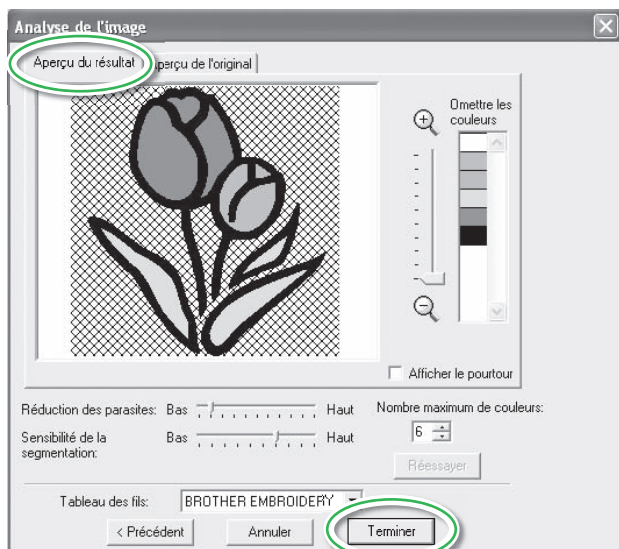 Analyse de l'image
Aperçu du résultat
Aperçu de l'original
Omettre les
couleurs
Afficher le pourtour
Réduction des parasites: Bas Haut
Nombre maximum de couleurs:
Sensibilité de la
segmentation:
Bas Haut
6
Réessayer
Tableau des fils: BROTHER EMBROIDERY
< Précédent
Annuler
Terminer